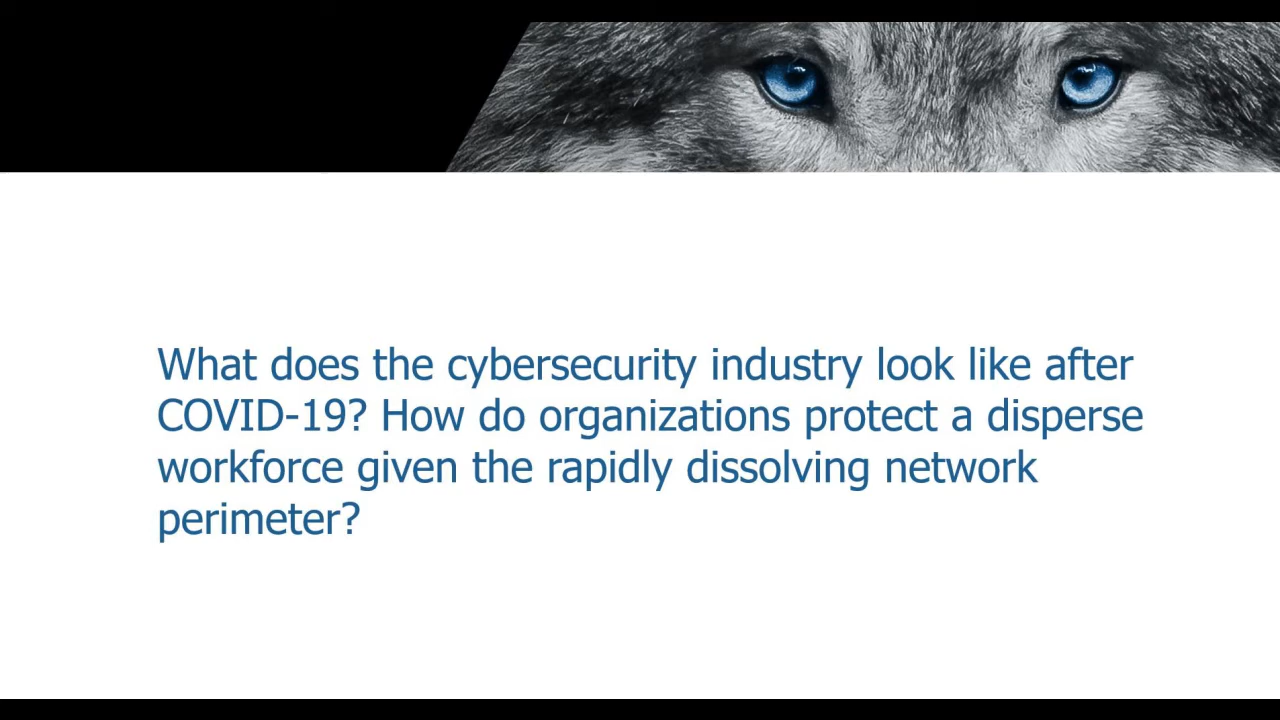 What does the cybersecurity industry look like after
COVID-19? How do organizations protect a disperse
workforce given the rapidly dissolving network
perimeter?